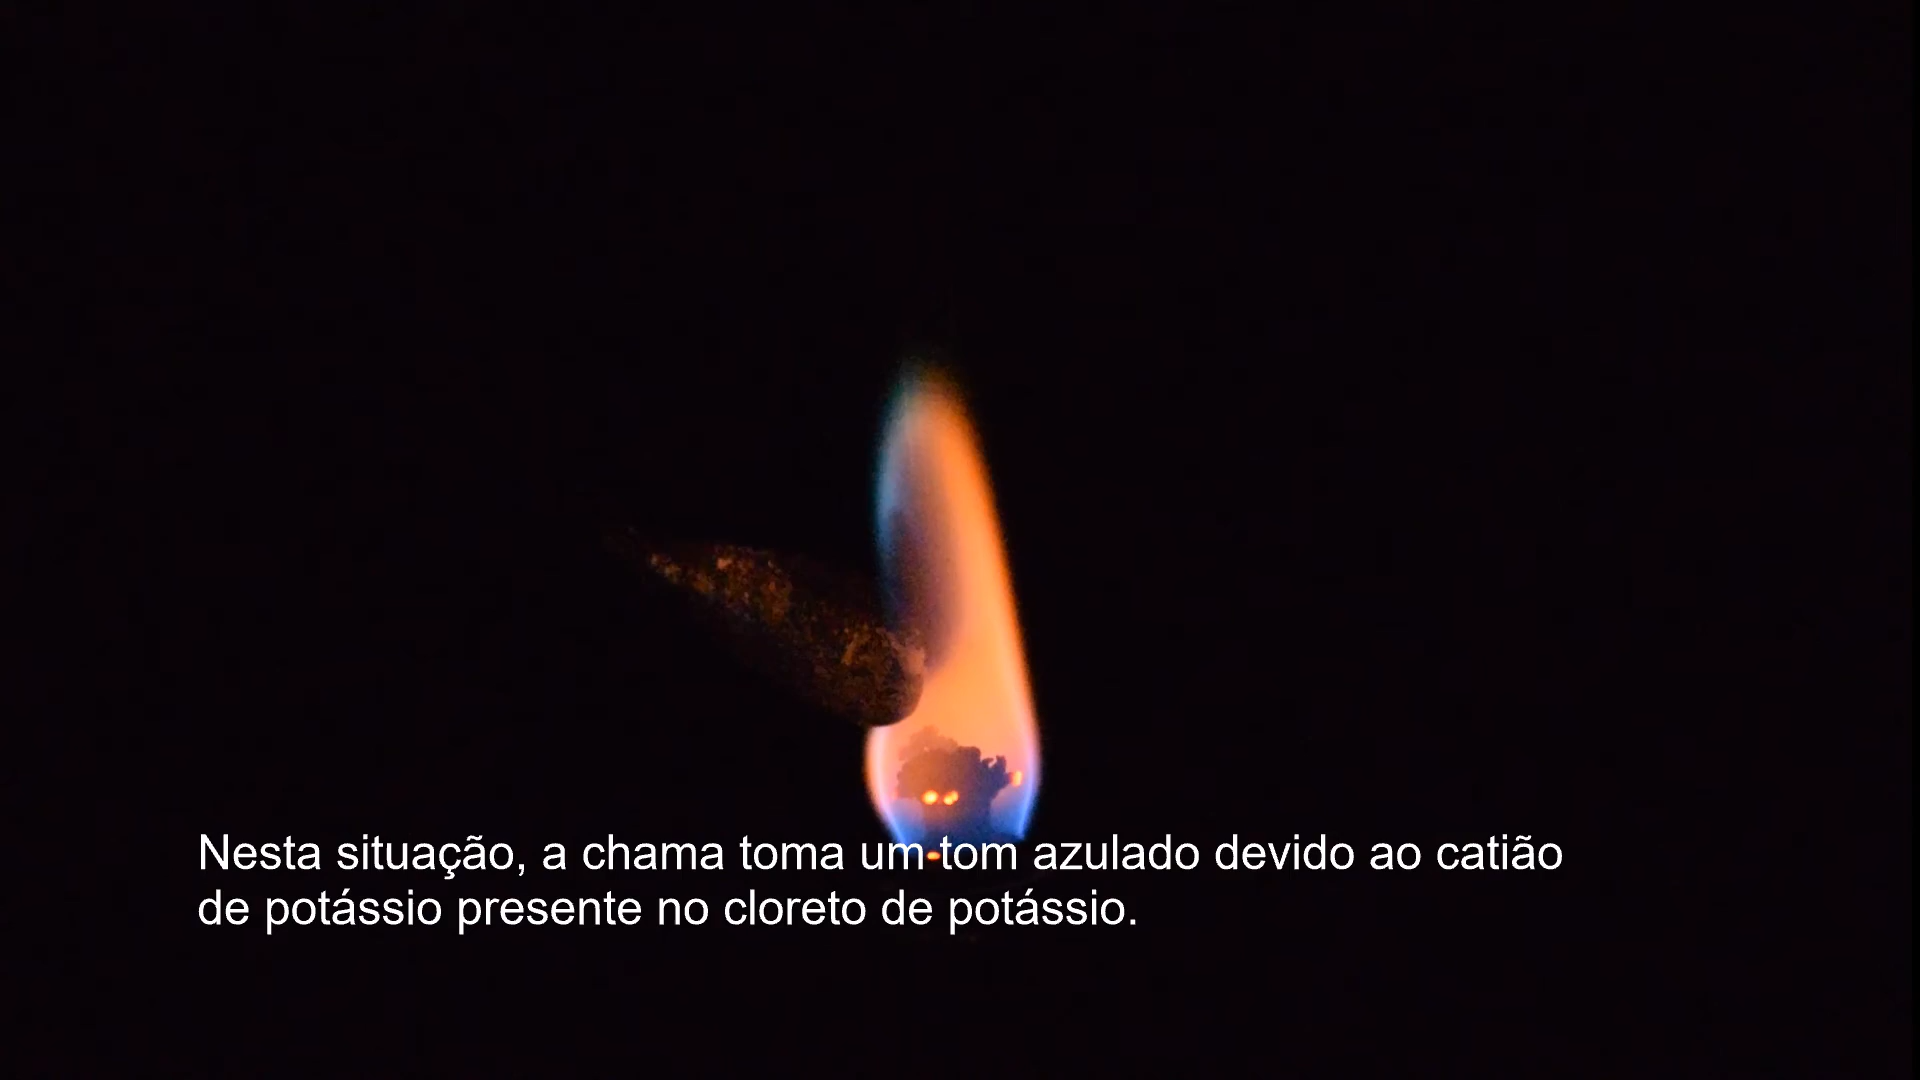 Nesta situação, a chama toma um tom azulado devido ao catião
de potássio presente no cloreto de potássio.